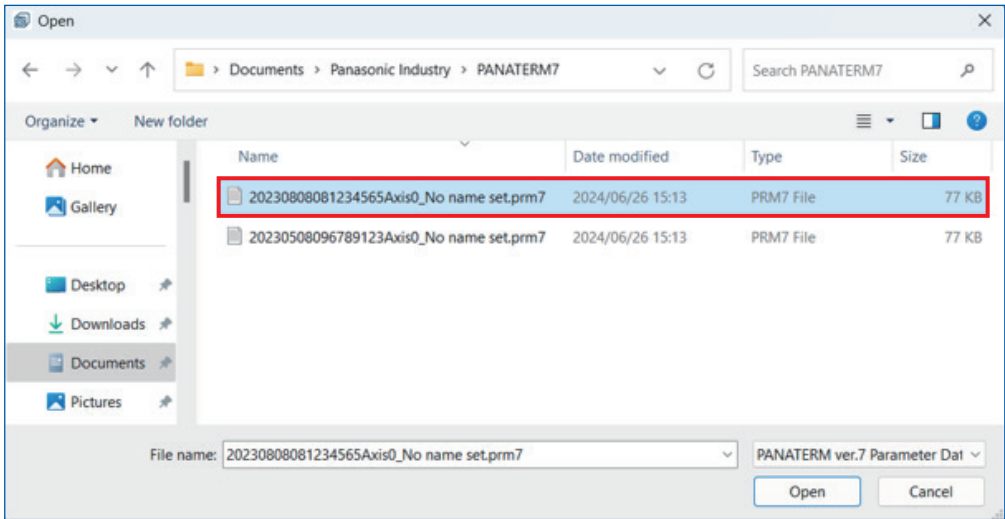 Open
Documents > Panasonic Industry > PANATERM7
Search PANATERM7
Organize
New folder
Name
Date modified
Type
Size
Home
Gallery
20230808081234565Axis0_No name set.prm7 2024/06/26 15:13 PRM7 File 77 KB
20230508096789123Axis0_No name set.prm7 2024/06/26 15:13 PRM7 File 77 KB
Desktop
Downloads
Documents
Pictures
File name: 20230808081234565Axis0_No name set.prm7
PANATERM ver.7 Parameter Dat
Open
Cancel